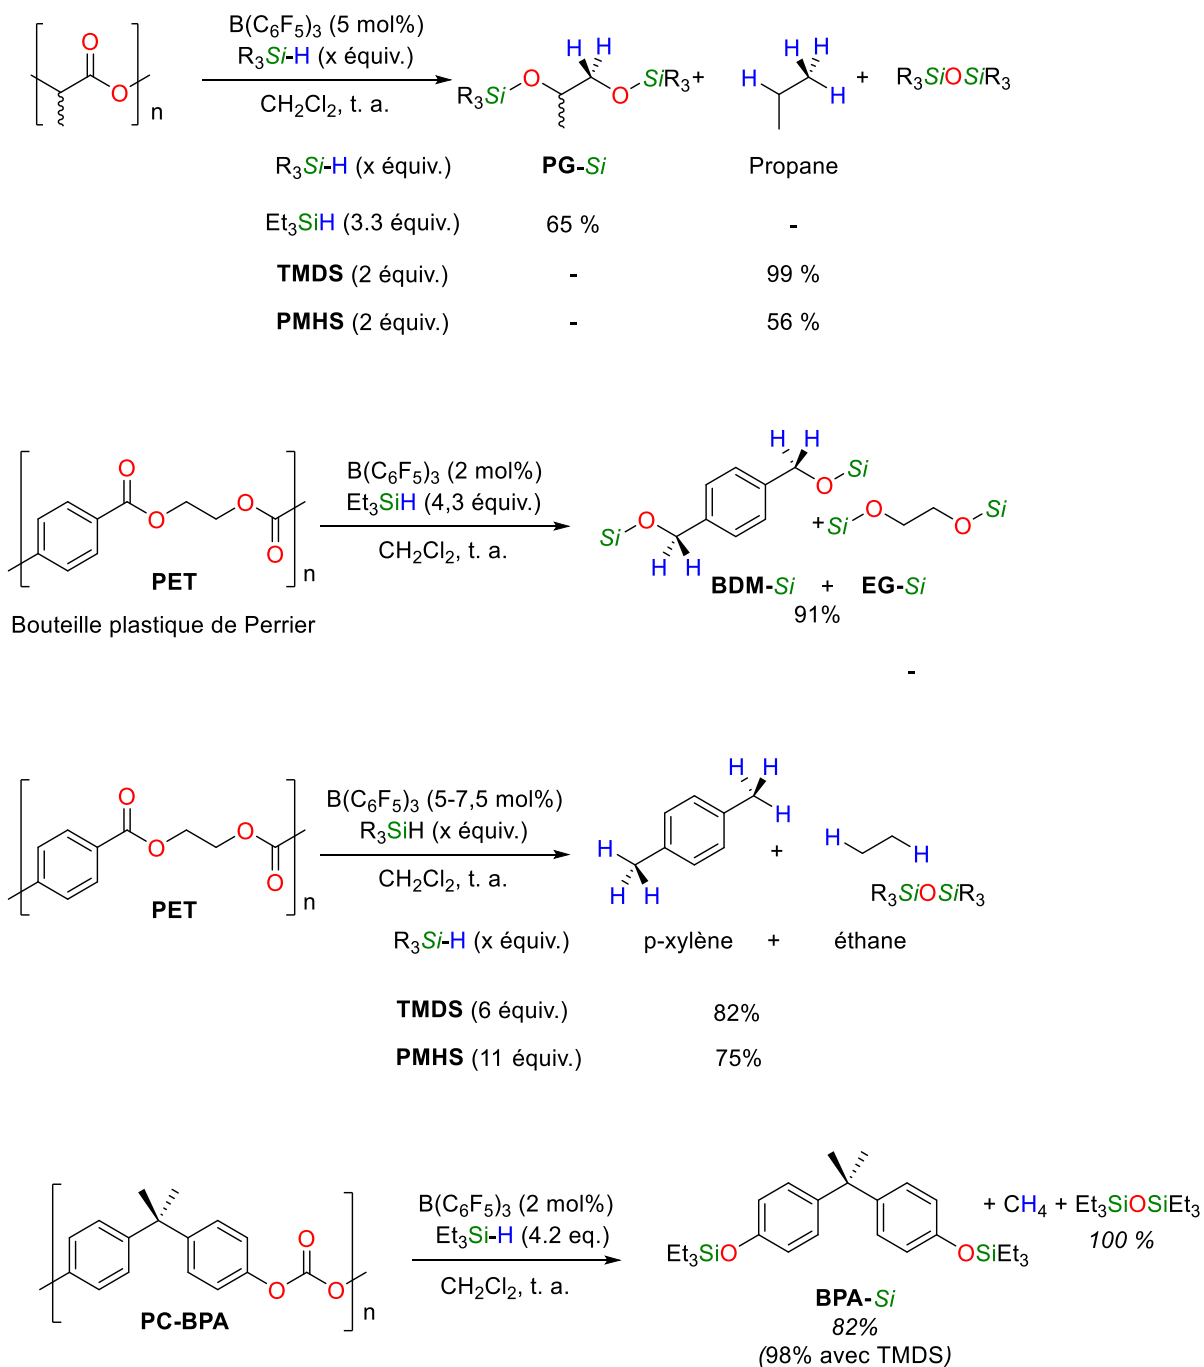 B(C6F5)3 (5 mol%)
R3Si-H (x équiv.)
CH2Cl2, t. a.
O
O
n
R3Si
O
H H
O
SiR3
+
H
H
H
+
R3SiOSiR3
R3Si-H (x équiv.) PG-Si Propane
Et3SiH (3.3 équiv.) 65 % -
TMDS (2 équiv.) - 99 %
PMHS (2 équiv.) - 56 %
O
O
O
O
n
PET
Bouteille plastique de Perrier
B(C6F5)3 (2 mol%)
Et3SiH (4,3 équiv.)
CH2Cl2, t. a.
H H
Si
O
O
Si
H H
+
Si
O
O
Si
BDM-Si + EG-Si
91%
-
O
O
O
O
n
PET
B(C6F5)3 (5-7,5 mol%)
R3SiH (x équiv.)
CH2Cl2, t. a.
H H
H
H
H H
+
H
H
R3SiOSiR3
R3Si-H (x équiv.) p-xylène + éthane
TMDS (6 équiv.) 82%
PMHS (11 équiv.) 75%
O
O
O
n
PC-BPA
B(C6F5)3 (2 mol%)
Et3Si-H (4.2 eq.)
CH2Cl2, t. a.
Et3SiO
OSiEt3
+ CH4 + Et3SiOSiEt3
100 %
BPA-Si
82%
(98% avec TMDS)